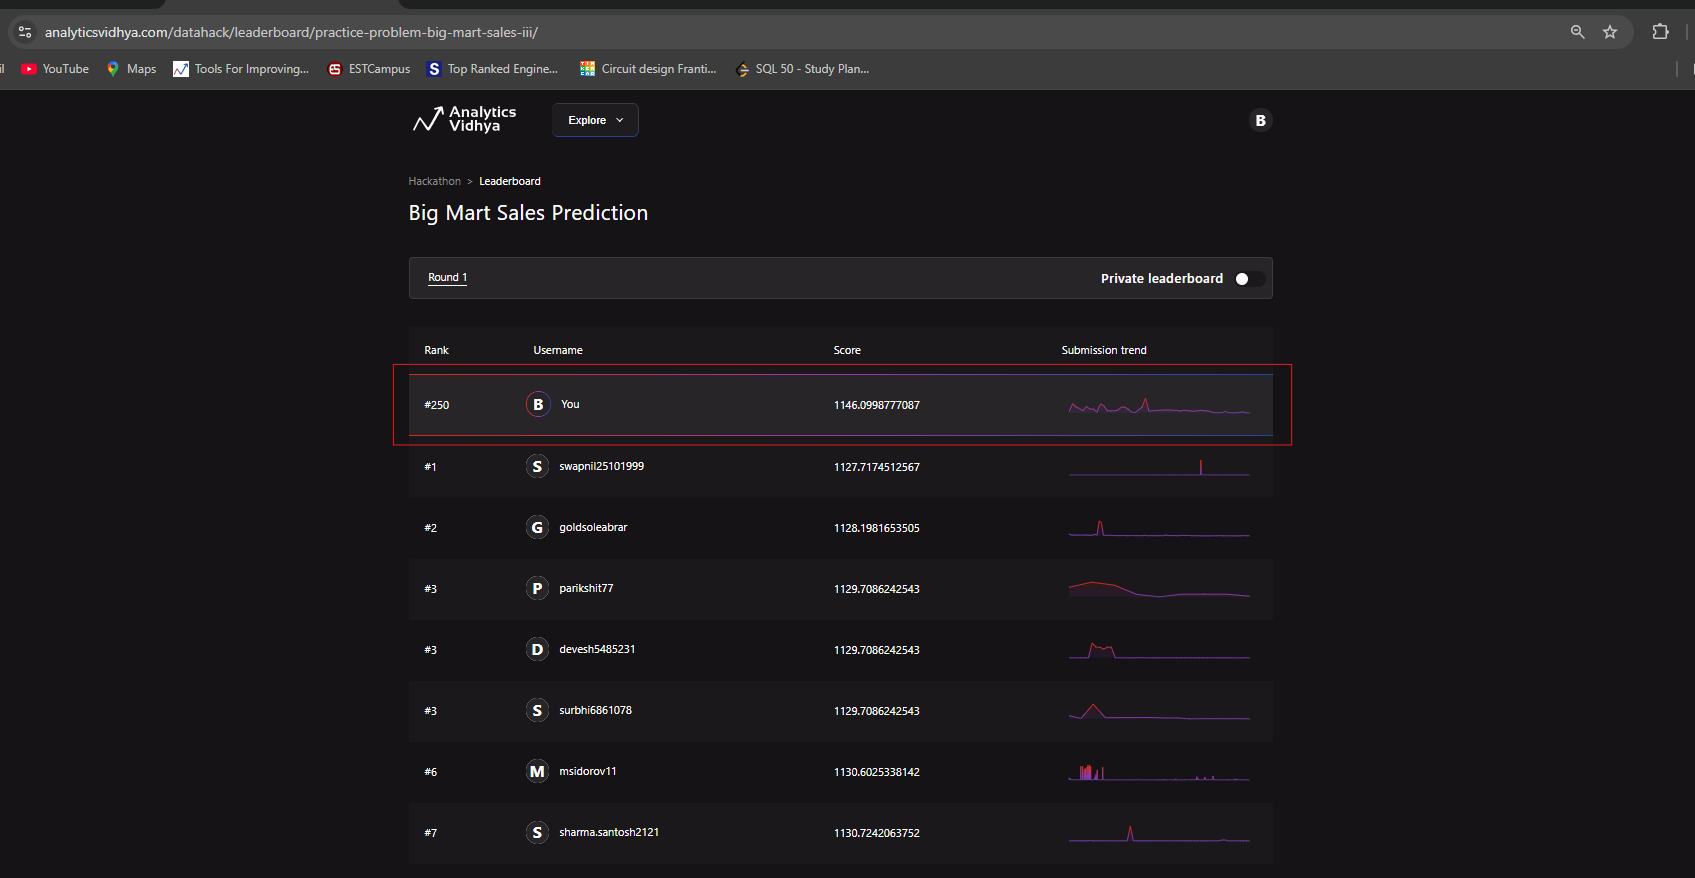 analyticsvidhya.com/datahack/leaderboard/practice-problem-big-mart-sales-iii/
YouTube Maps Tools For Improving... ESTCampus Top Ranked Engine... Circuit design Franti... SQL 50 - Study Plan...
Analytics Vidhya
Explore
B
Hackathon > Leaderboard
Big Mart Sales Prediction
Round 1 Private leaderboard
Rank Username Score Submission trend
#250 B You 1146.0998777087
#1 S swapnil25101999 1127.7174512567
#2 G goldsoleabrar 1128.1981653505
#3 P parikshit77 1129.7086242543
#3 D devesh5485231 1129.7086242543
#3 S surbhi6861078 1129.7086242543
#6 M msidorov11 1130.6025338142
#7 S sharma.santosh2121 1130.7242063752